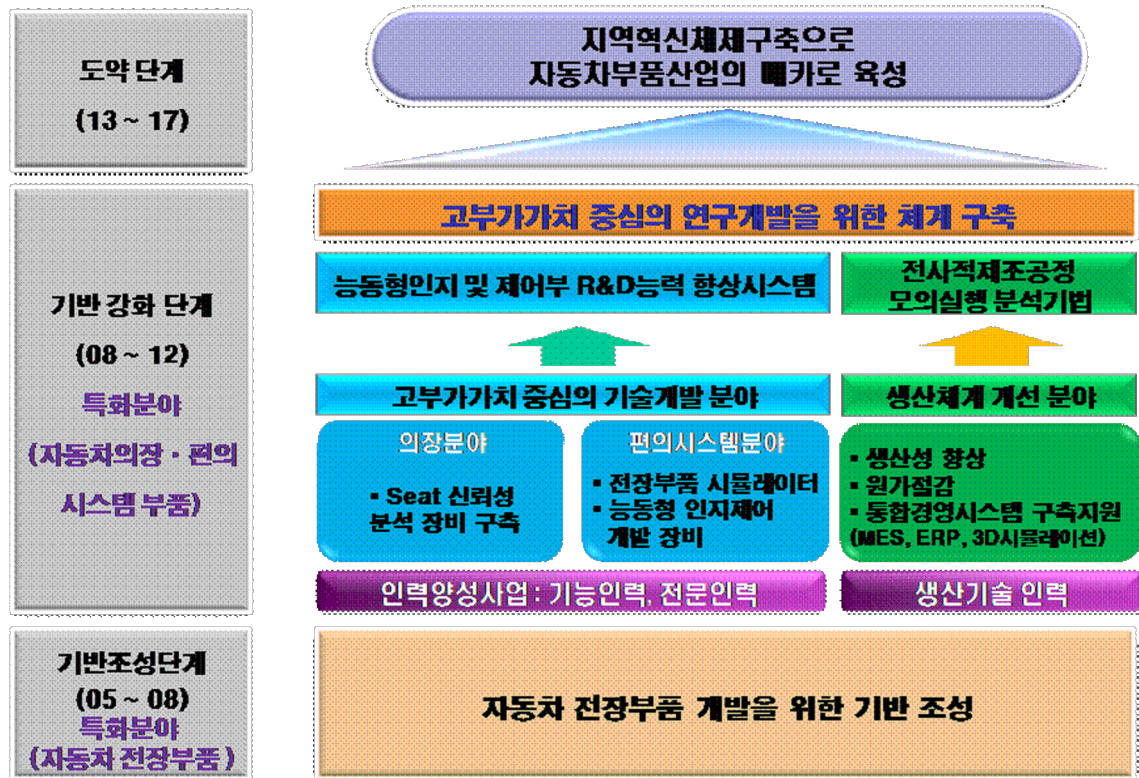 도약 단계
(13 ~ 17)
지역혁신체제구축으로
자동차부품산업의 메카로 육성
기반 강화 단계
(08 ~ 12)
특화분야
(자동차의장 · 편의
시스템 부품)
고부가가치 중심의 연구개발을 위한 체계 구축
능동형인지 및 제어부 R&D능력 향상시스템
전사적제조공정
모의실행 분석기법
고부가가치 중심의 기술개발 분야
생산체계 개선 분야
의장분야
▪ Seat 신뢰성
분석 장비 구축
편의시스템분야
▪ 전장부품 시뮬레이터
▪ 능동형 인지제어
개발 장비
▪ 생산성 향상
▪ 원가절감
▪ 통합경영시스템 구축지원
(MES, ERP, 3D시뮬레이션)
인력양성사업 : 기능인력, 전문인력
생산기술 인력
기반조성단계
(05 ~ 08)
특화분야
(자동차 전장부품 )
자동차 전장부품 개발을 위한 기반 조성